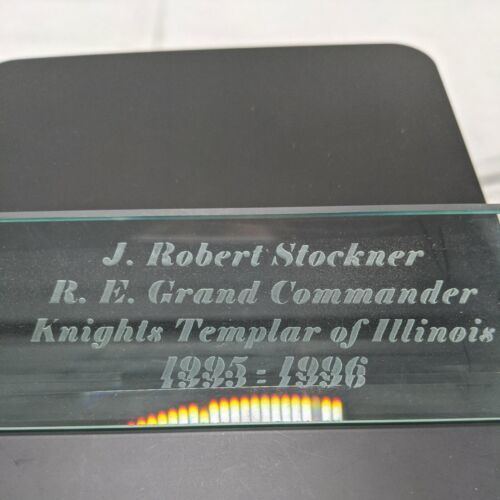 J. Robert Stockner
R. E. Grand Commander
Knights Templar of Illinois
1995 - 1996